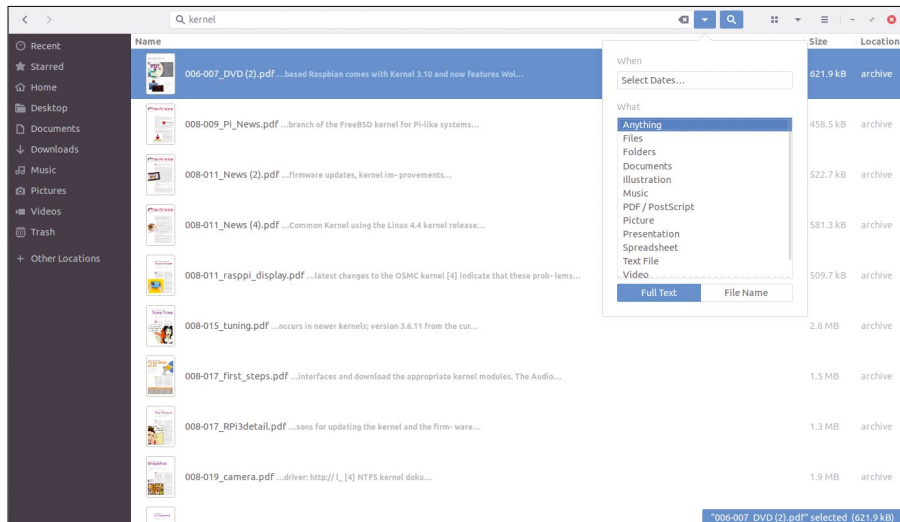 kernel
Recent
Starred
Home
Desktop
Documents
Downloads
Music
Pictures
Videos
Trash
+ Other Locations
Name
Size
Location
006-007_DVD (2).pdf ...based Raspbian comes with Kernel 3.10 and now features Wol...
621.9 kB archive
008-009_Pi_News.pdf ...branch of the FreeBSD kernel for Pi-like systems...
458.5 kB archive
008-011_News (2).pdf ...firmware updates, kernel im- provements...
522.7 kB archive
008-011_News (4).pdf ...Common Kernel using the Linux 4.4 kernel release...
581.3 kB archive
008-011_rasppi_display.pdf ...latest changes to the OSMC kernel [4] indicate that these prob- lems...
509.7 kB archive
008-015_tuning.pdf ...occurs in newer kernels; version 3.6.11 from the cur...
2.6 MB archive
008-017_first_steps.pdf ...interfaces and download the appropriate kernel modules. The Audio...
1.5 MB archive
008-017_RPi3detail.pdf ...sons for updating the kernel and the firm- ware...
1.3 MB archive
008-019_camera.pdf ...driver: http:// l_ [4] NTFS kernel doku...
1.9 MB archive
When
Select Dates...
What
Anything
Files
Folders
Documents
Illustration
Music
PDF / PostScript
Picture
Presentation
Spreadsheet
Text File
Video
Full Text
File Name
"006-007_DVD (2).pdf" selected (621.9 kB)